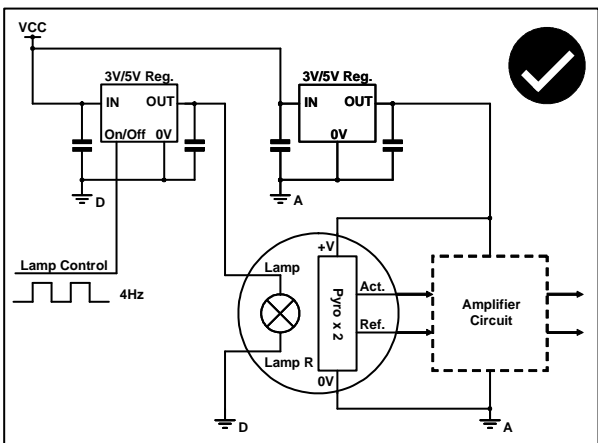 VCC
3V/5V Reg.
3V/5V Reg.
IN OUT
IN OUT
On/Off 0V
0V
D
A
+V
Lamp Control
Lamp
4Hz
Act.
Pyro x 2
Amplifier
Circuit
Ref.
Lamp R
0V
D
A